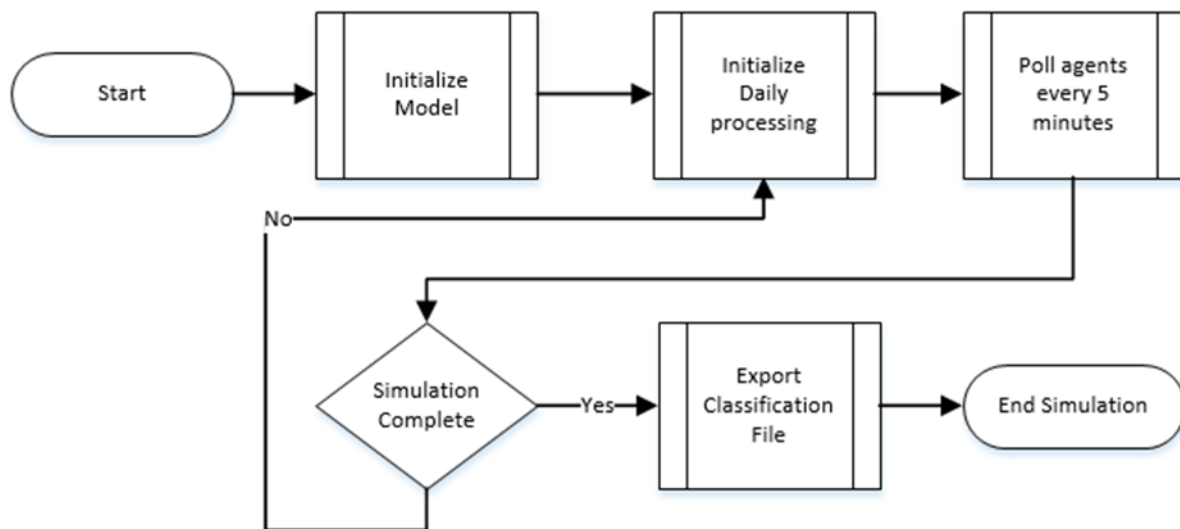 Start
Initialize
Model
Initialize
Daily
processing
Poll agents
every 5
minutes
No
Simulation
Complete
Yes
Export
Classification
File
End Simulation